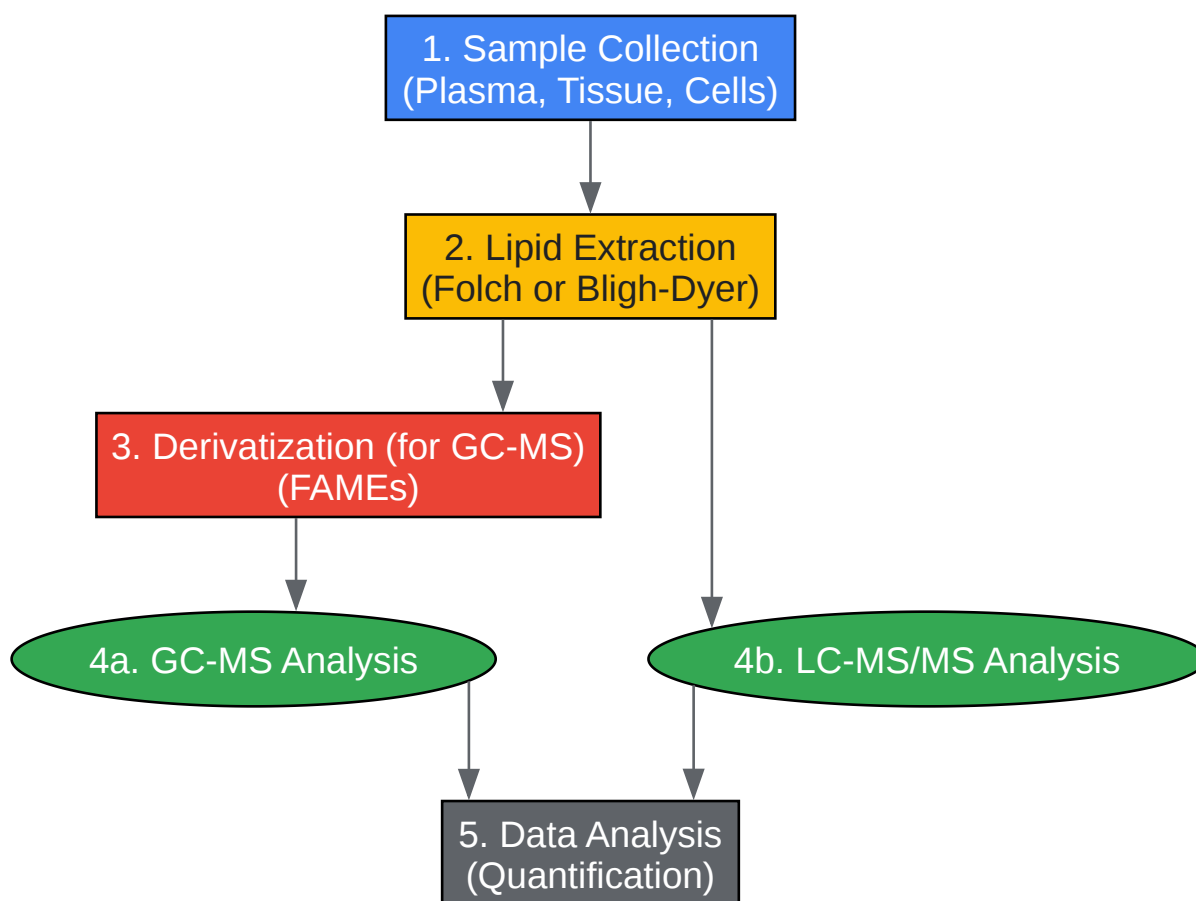 1. Sample Collection
(Plasma, Tissue, Cells)
2. Lipid Extraction
(Folch or Bligh-Dyer)
3. Derivatization (for GC-MS)
(FAMEs)
4a. GC-MS Analysis
4b. LC-MS/MS Analysis
5. Data Analysis
(Quantification)